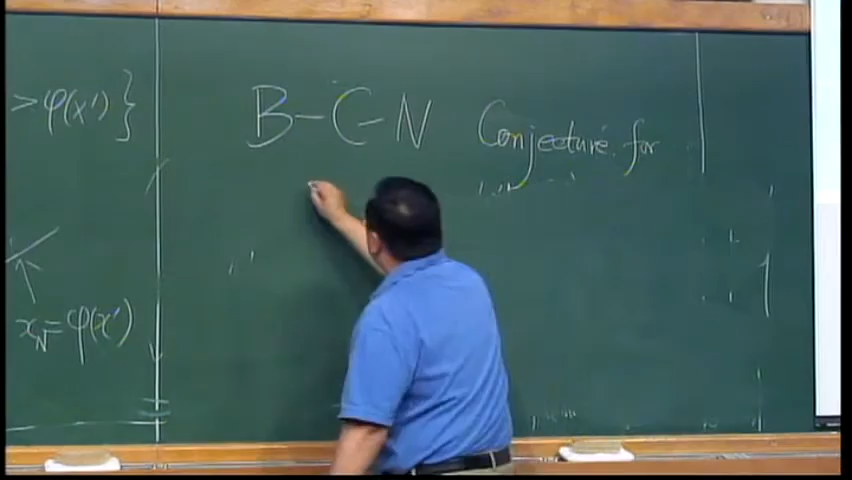 > φ(x') }
B-C-N Conjecture for
x_N = φ(x')